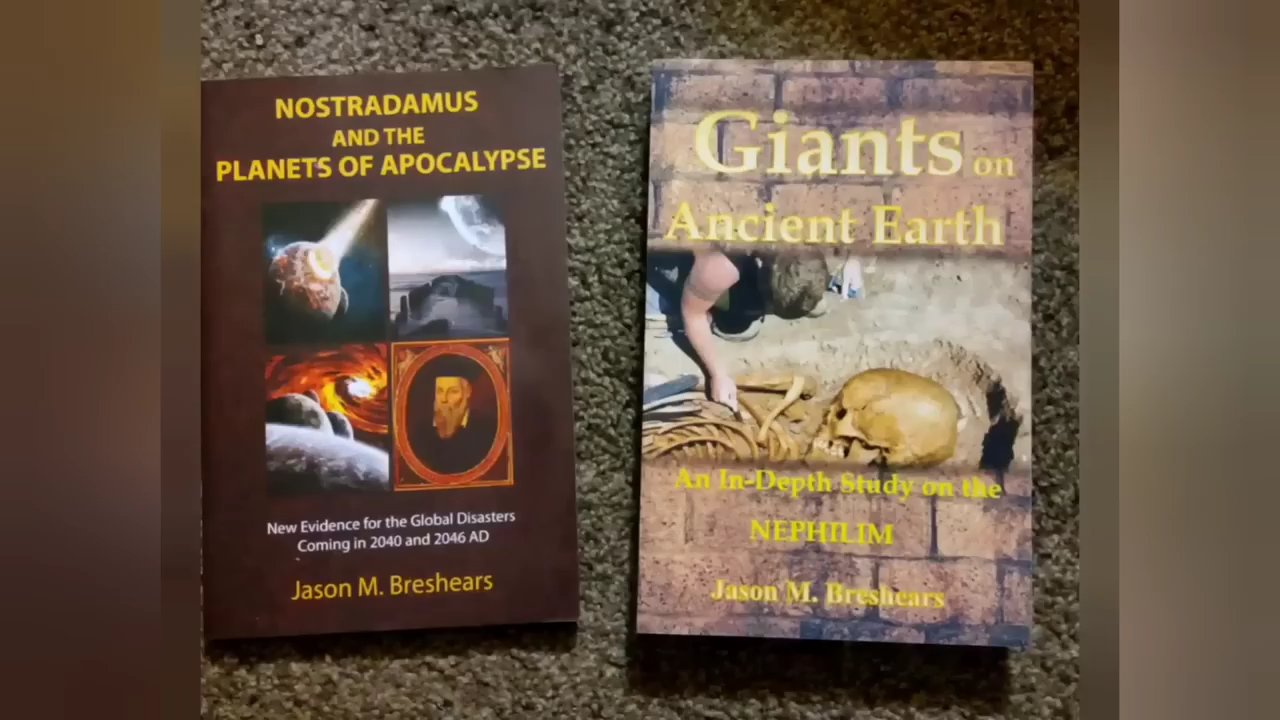 NOSTRADAMUS
AND THE
PLANETS OF APOCALYPSE
New Evidence for the Global Disasters
Coming in 2040 and 2046 AD
Jason M. Breshears
Giants on
Ancient Earth
An In-Depth Study on the
NEPHILIM
Jason M. Breshears